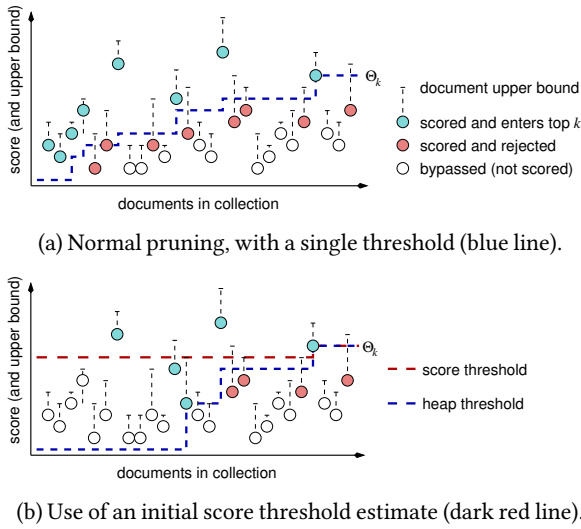 score (and upper bound)
Θk
document upper bound
scored and enters top k
scored and rejected
bypassed (not scored)
documents in collection
(a) Normal pruning, with a single threshold (blue line).
score (and upper bound)
Θk
score threshold
heap threshold
documents in collection
(b) Use of an initial score threshold estimate (dark red line).